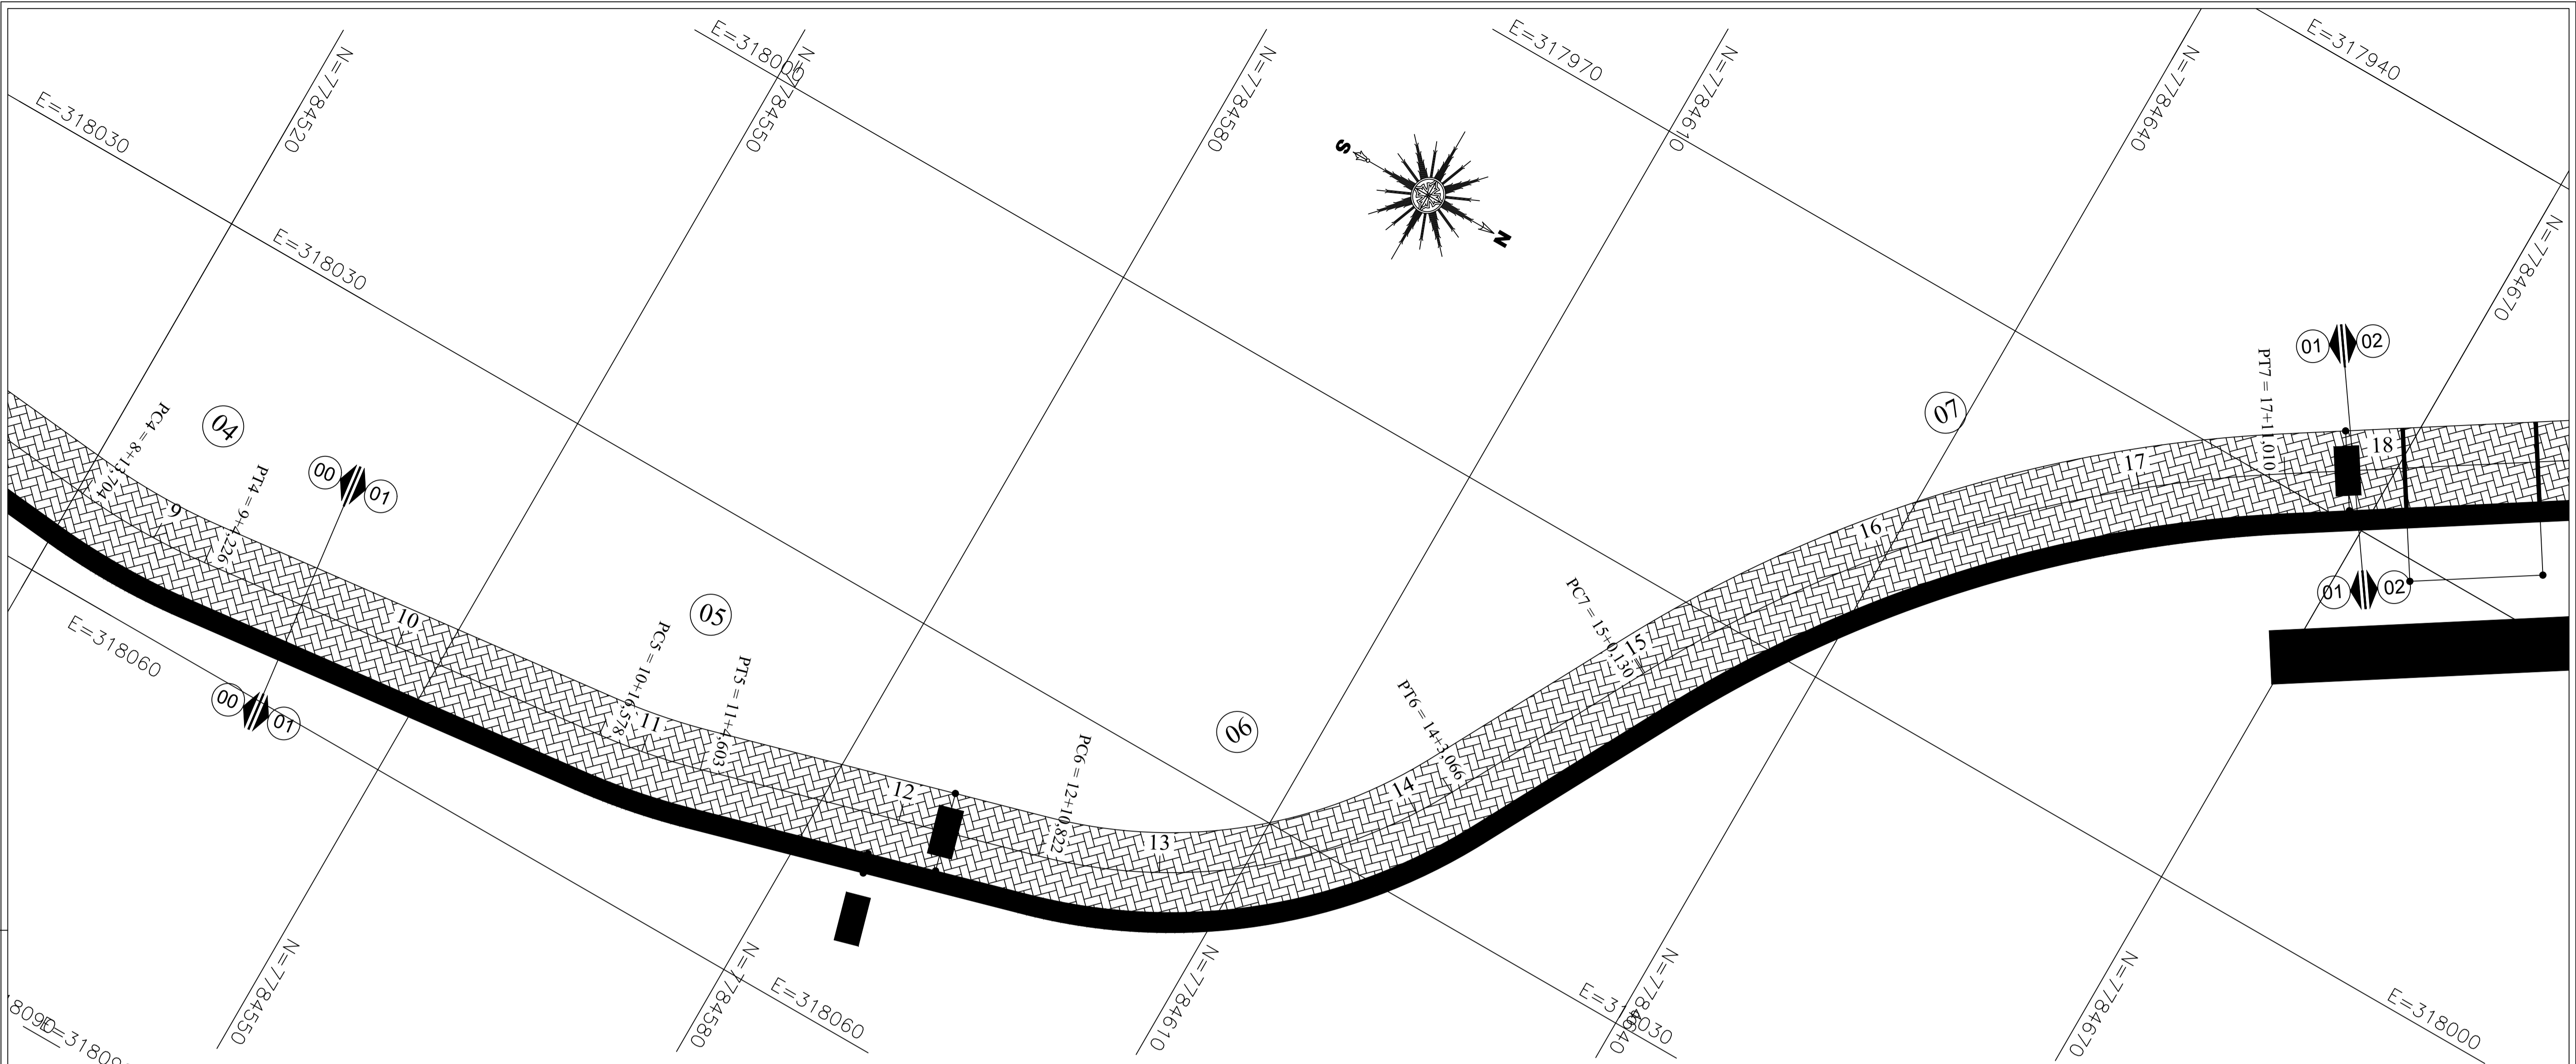 N=7784520
E=318000
N=7784550
N=7784580
E=317970
N=7784610
N=7784640
E=317940
E=318030
E=318030
S
N
N=7784670
01
02
PT7 = 17+11,010
PC4 = 8+13,704
04
PT4 = 9+4,226
00
01
9
10
00
01
E=318060
05
PC5 = 10+16,578
11
PT5 = 11+4,603
12
PC6 = 12+10,822
06
13
14
PT6 = 14+3,066
PC7 = 15+0,130
15
16
07
17
18
01
02
N=7784550
N=7784580
E=318060
N=7784610
E=318030
N=7784640
N=7784670
E=318000